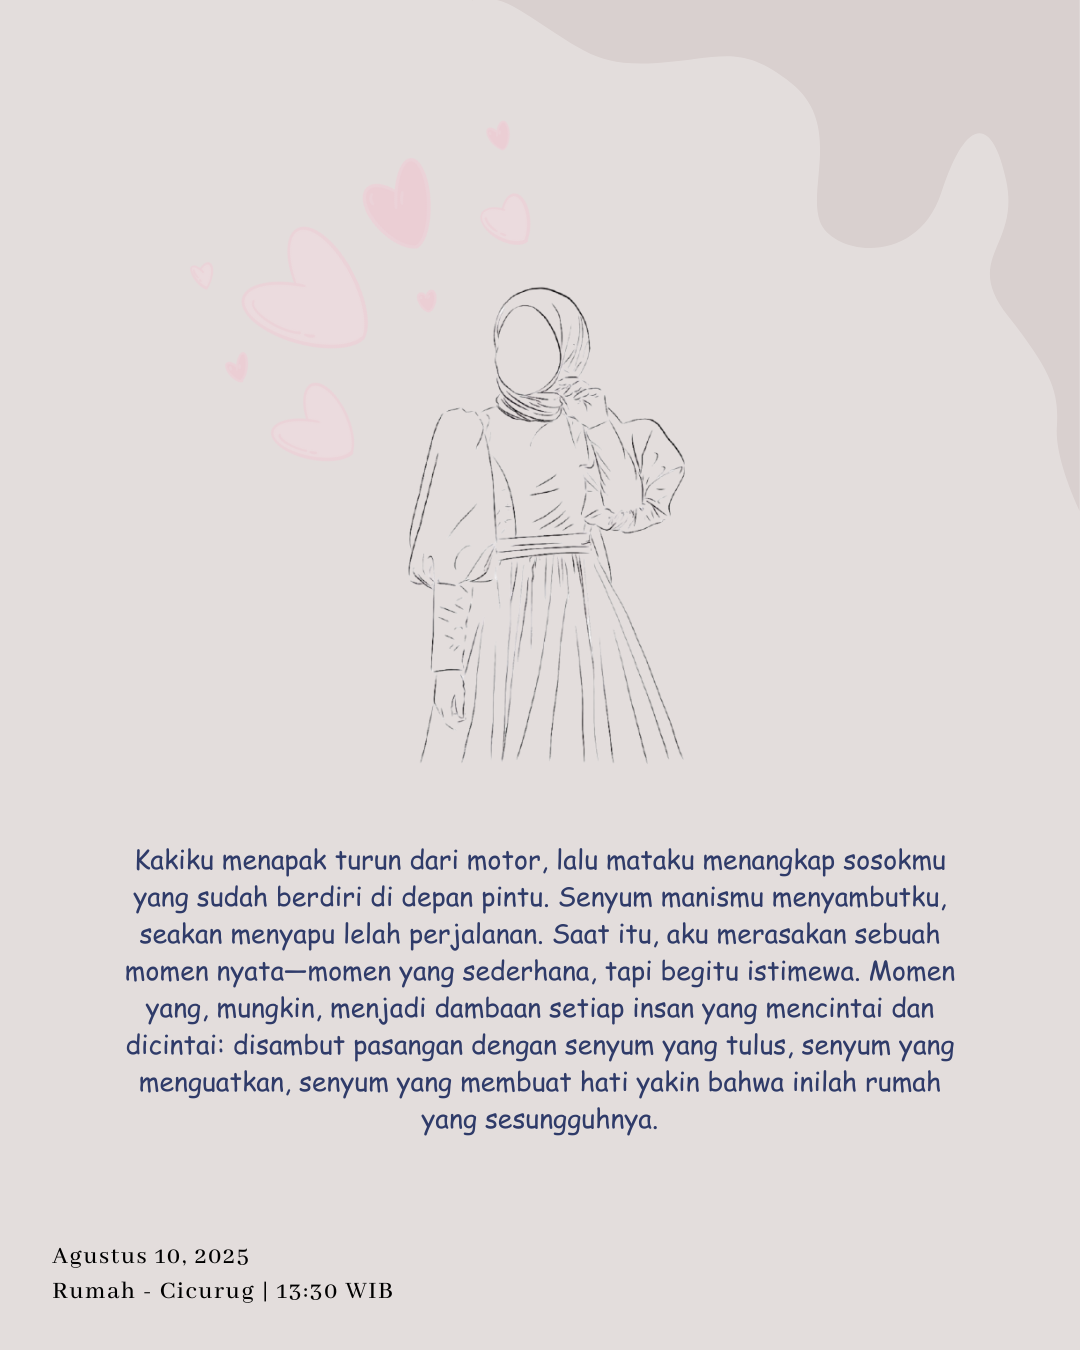 Kakiku menapak turun dari motor, lalu mataku menangkap sosokmu
yang sudah berdiri di depan pintu. Senyum manismu menyambutku,
seakan menyapu lelah perjalanan. Saat itu, aku merasakan sebuah
momen nyata—momen yang sederhana, tapi begitu istimewa. Momen
yang, mungkin, menjadi dambaan setiap insan yang mencintai dan
dicintai: disambut pasangan dengan senyum yang tulus, senyum yang
menguatkan, senyum yang membuat hati yakin bahwa inilah rumah
yang sesungguhnya.
Agustus 10, 2025
Rumah - Cicurug | 13:30 WIB